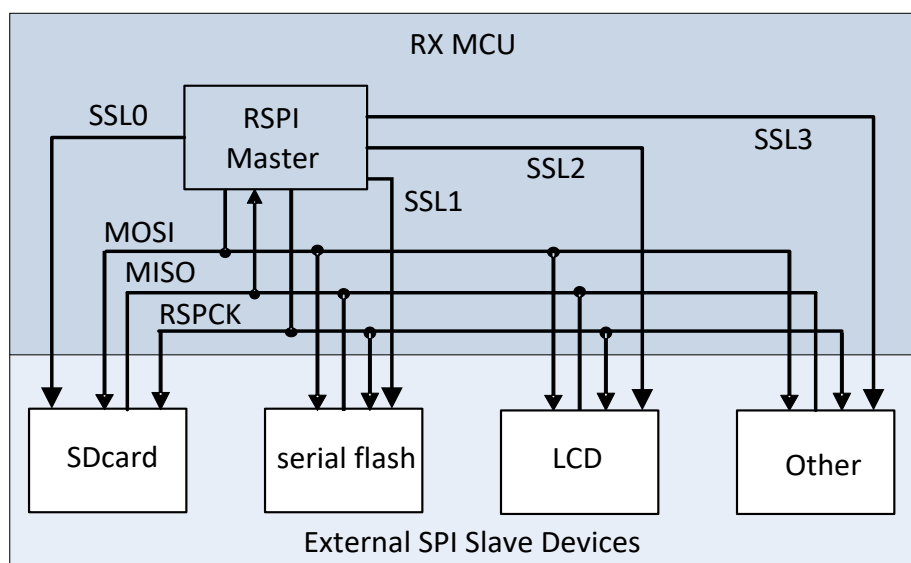 RX MCU
SSL0
RSPI
Master
SSL3
SSL2
SSL1
MOSI
MISO
RSPCK
SDcard
serial flash
LCD
Other
External SPI Slave Devices